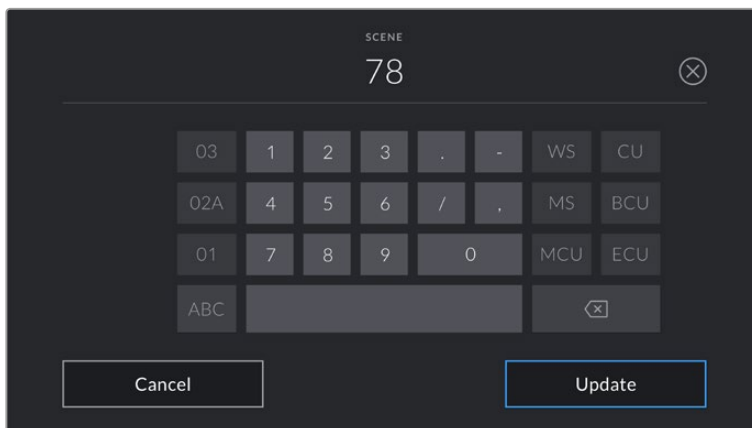 SCENE
78
03 1 2 3 . - WS CU
02A 4 5 6 / , MS BCU
01 7 8 9 0 MCU ECU
ABC
Cancel Update